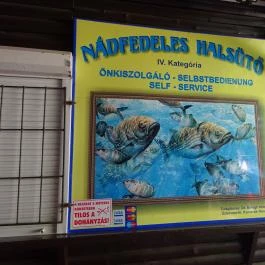 NÁDFEDELES HALSÜTŐ
IV. Kategória
ÖNKISZOLGÁLÓ - SELBSTBEDIENUNG
SELF - SERVICE
TILOS A
DOHÁNYZÁS!